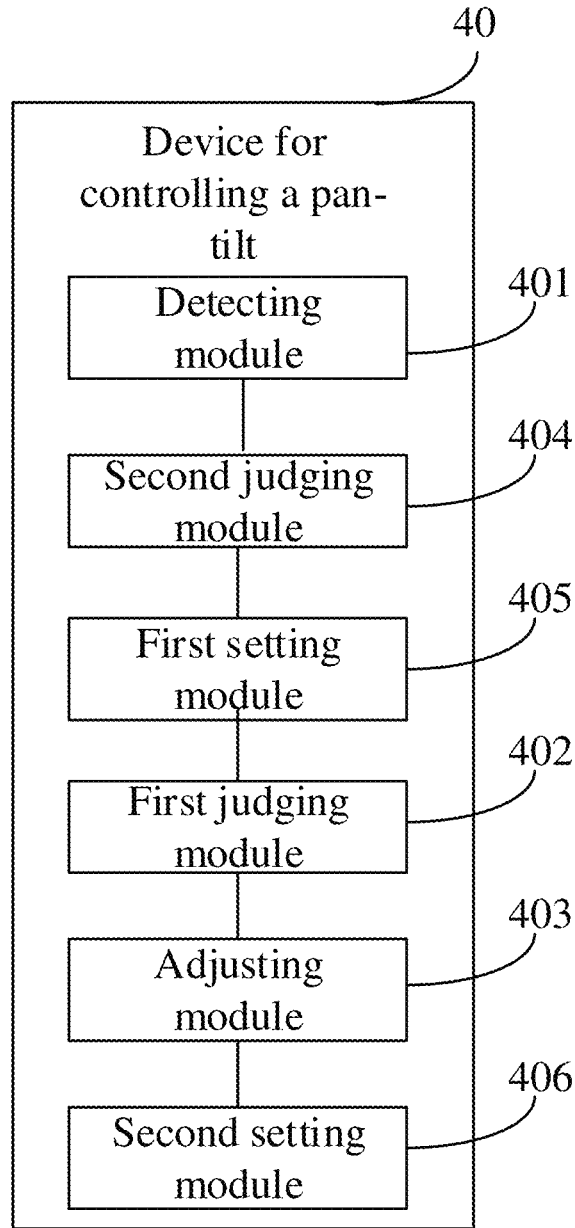 40
Device for
controlling a pan-
tilt
Detecting
module
401
Second judging
module
404
First setting
module
405
First judging
module
402
Adjusting
module
403
Second setting
module
406